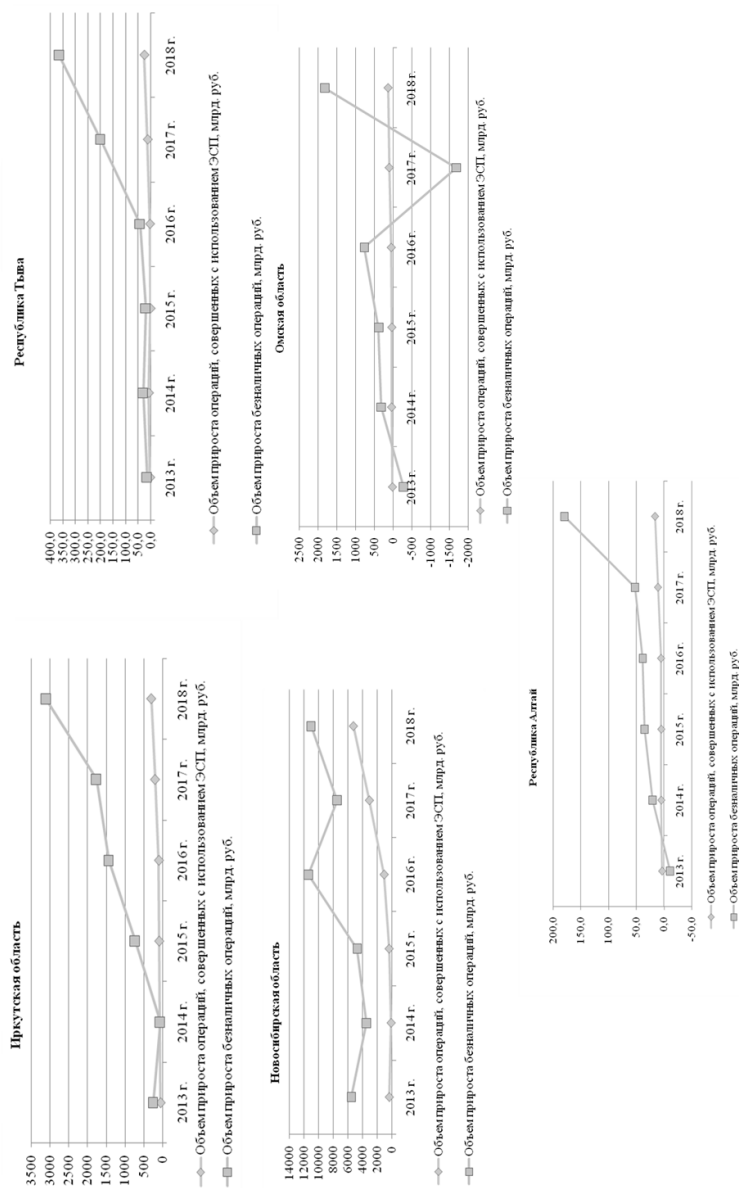 Иркутская область
3500
3000
2500
2000
1500
1000
500
0
2013 г.
2014 г.
2015 г.
2016 г.
2017 г.
2018 г.
Объем прироста операций, совершенных с использованием ЭСП, млрд. руб.
Объем прироста безналичных операций, млрд. руб.
Республика Тыва
400,0
350,0
300,0
250,0
200,0
150,0
100,0
50,0
0,0
2013 г.
2014 г.
2015 г.
2016 г.
2017 г.
2018 г.
Объем прироста операций, совершенных с использованием ЭСП, млрд. руб.
Объем прироста безналичных операций, млрд. руб.
Новосибирская область
14000
12000
10000
8000
6000
4000
2000
0
2013 г.
2014 г.
2015 г.
2016 г.
2017 г.
2018 г.
Объем прироста операций, совершенных с использованием ЭСП, млрд. руб.
Объем прироста безналичных операций, млрд. руб.
Омская область
2500
2000
1500
1000
500
0
-500
-1000
-1500
-2000
2013 г.
2014 г.
2015 г.
2016 г.
2017 г.
2018 г.
Объем прироста операций, совершенных с использованием ЭСП, млрд. руб.
Объем прироста безналичных операций, млрд. руб.
Республика Алтай
200,0
150,0
100,0
50,0
0,0
-50,0
2013 г.
2014 г.
2015 г.
2016 г.
2017 г.
2018 г.
Объем прироста операций, совершенных с использованием ЭСП, млрд. руб.
Объем прироста безналичных операций, млрд. руб.